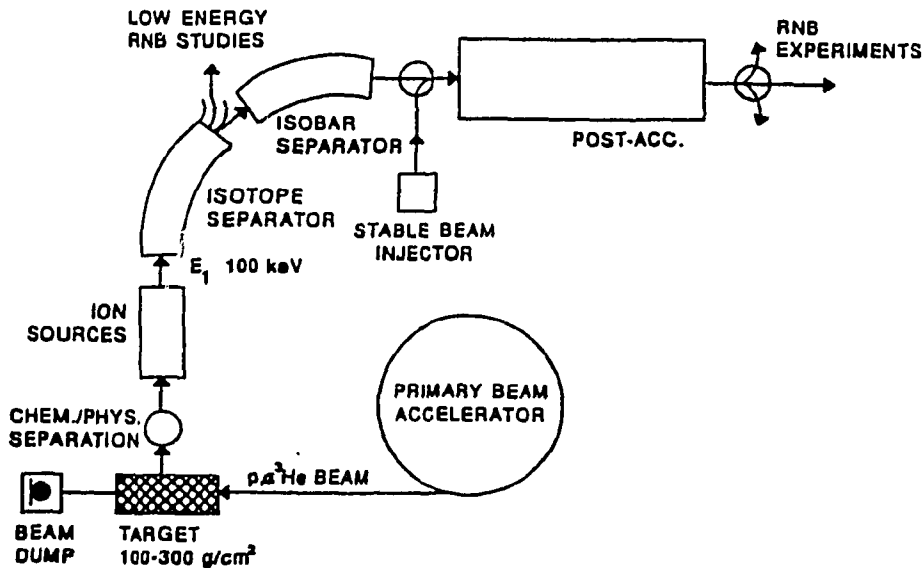 LOW ENERGY
RNB STUDIES
RNB
EXPERIMENTS
ISOBAR
SEPARATOR
POST-ACC.
ISOTOPE
SEPARATOR
STABLE BEAM
INJECTOR
E₁ 100 keV
ION
SOURCES
PRIMARY BEAM
ACCELERATOR
CHEM./PHYS.
SEPARATION
p.α³He BEAM
BEAM
DUMP
TARGET
100-300 g/cm²